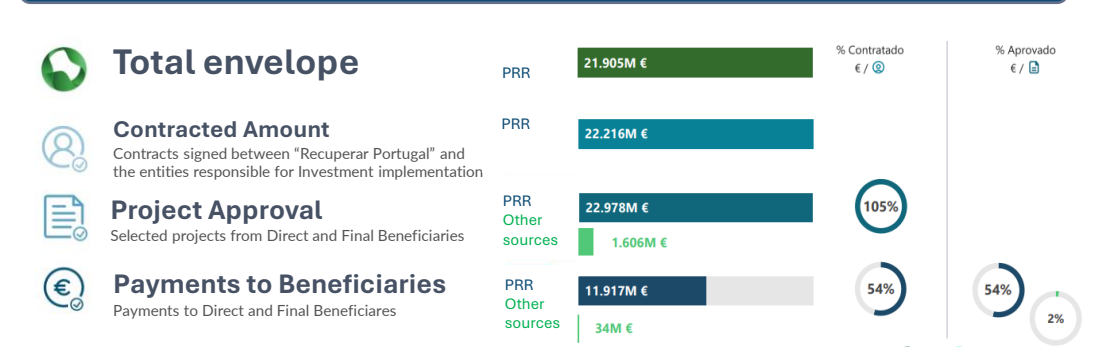 Total envelope
PRR
21.905M €
% Contratado
€ /
% Aprovado
€ /
Contracted Amount
Contracts signed between “Recuperar Portugal” and
the entities responsible for Investment implementation
PRR
22.216M €
Project Approval
Selected projects from Direct and Final Beneficiaries
PRR
Other
sources
22.978M €
1.606M €
105%
Payments to Beneficiaries
Payments to Direct and Final Beneficiares
PRR
Other
sources
11.917M €
34M €
54%
54%
2%